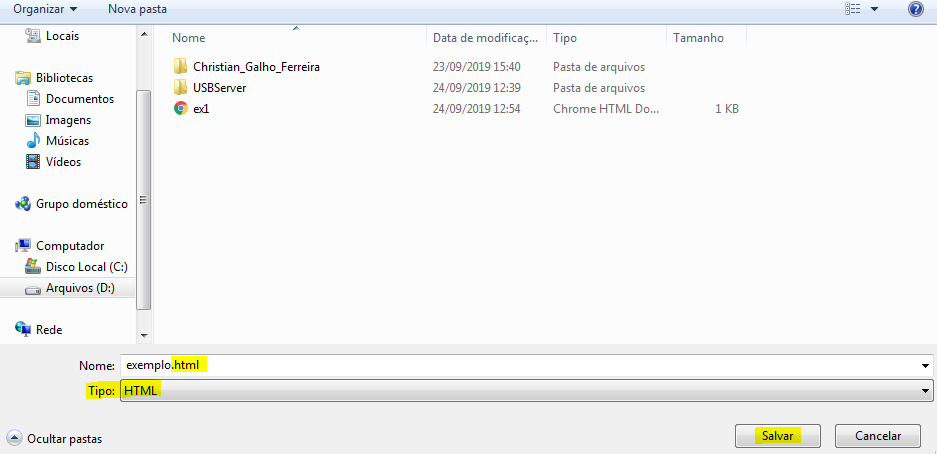 Organizar Nova pasta
Nome Data de modificaç... Tipo Tamanho
Locais
Bibliotecas
Documentos
Imagens
Músicas
Vídeos
Grupo doméstico
Computador
Disco Local (C:)
Arquivos (D:)
Rede
Christian_Galho_Ferreira 23/09/2019 15:40 Pasta de arquivos
USBServer 24/09/2019 12:39 Pasta de arquivos
ex1 24/09/2019 12:54 Chrome HTML Do... 1 KB
Nome: exemplo.html
Tipo: HTML
Ocultar pastas
Salvar Cancelar